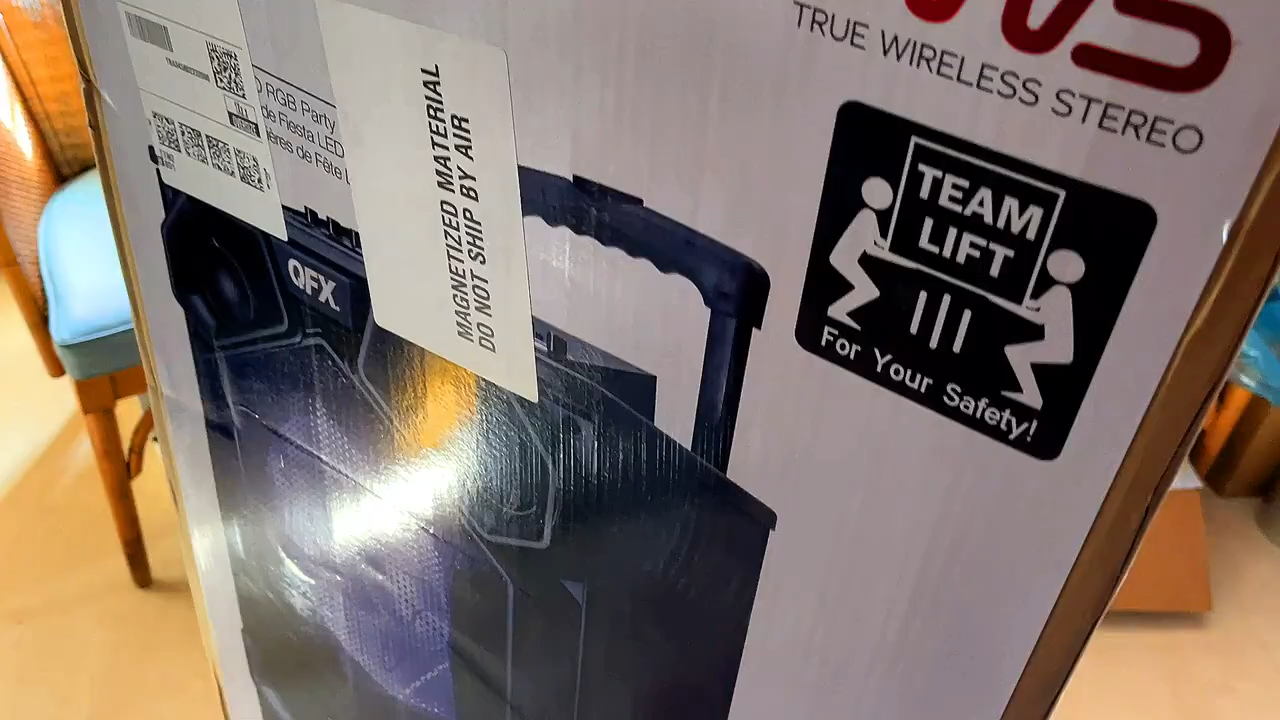 TWS
TRUE WIRELESS STEREO
RGB Party
de Fiesta LED
de Fête
MAGNETIZED MATERIAL
DO NOT SHIP BY AIR
QFX
TEAM
LIFT
For Your Safety!